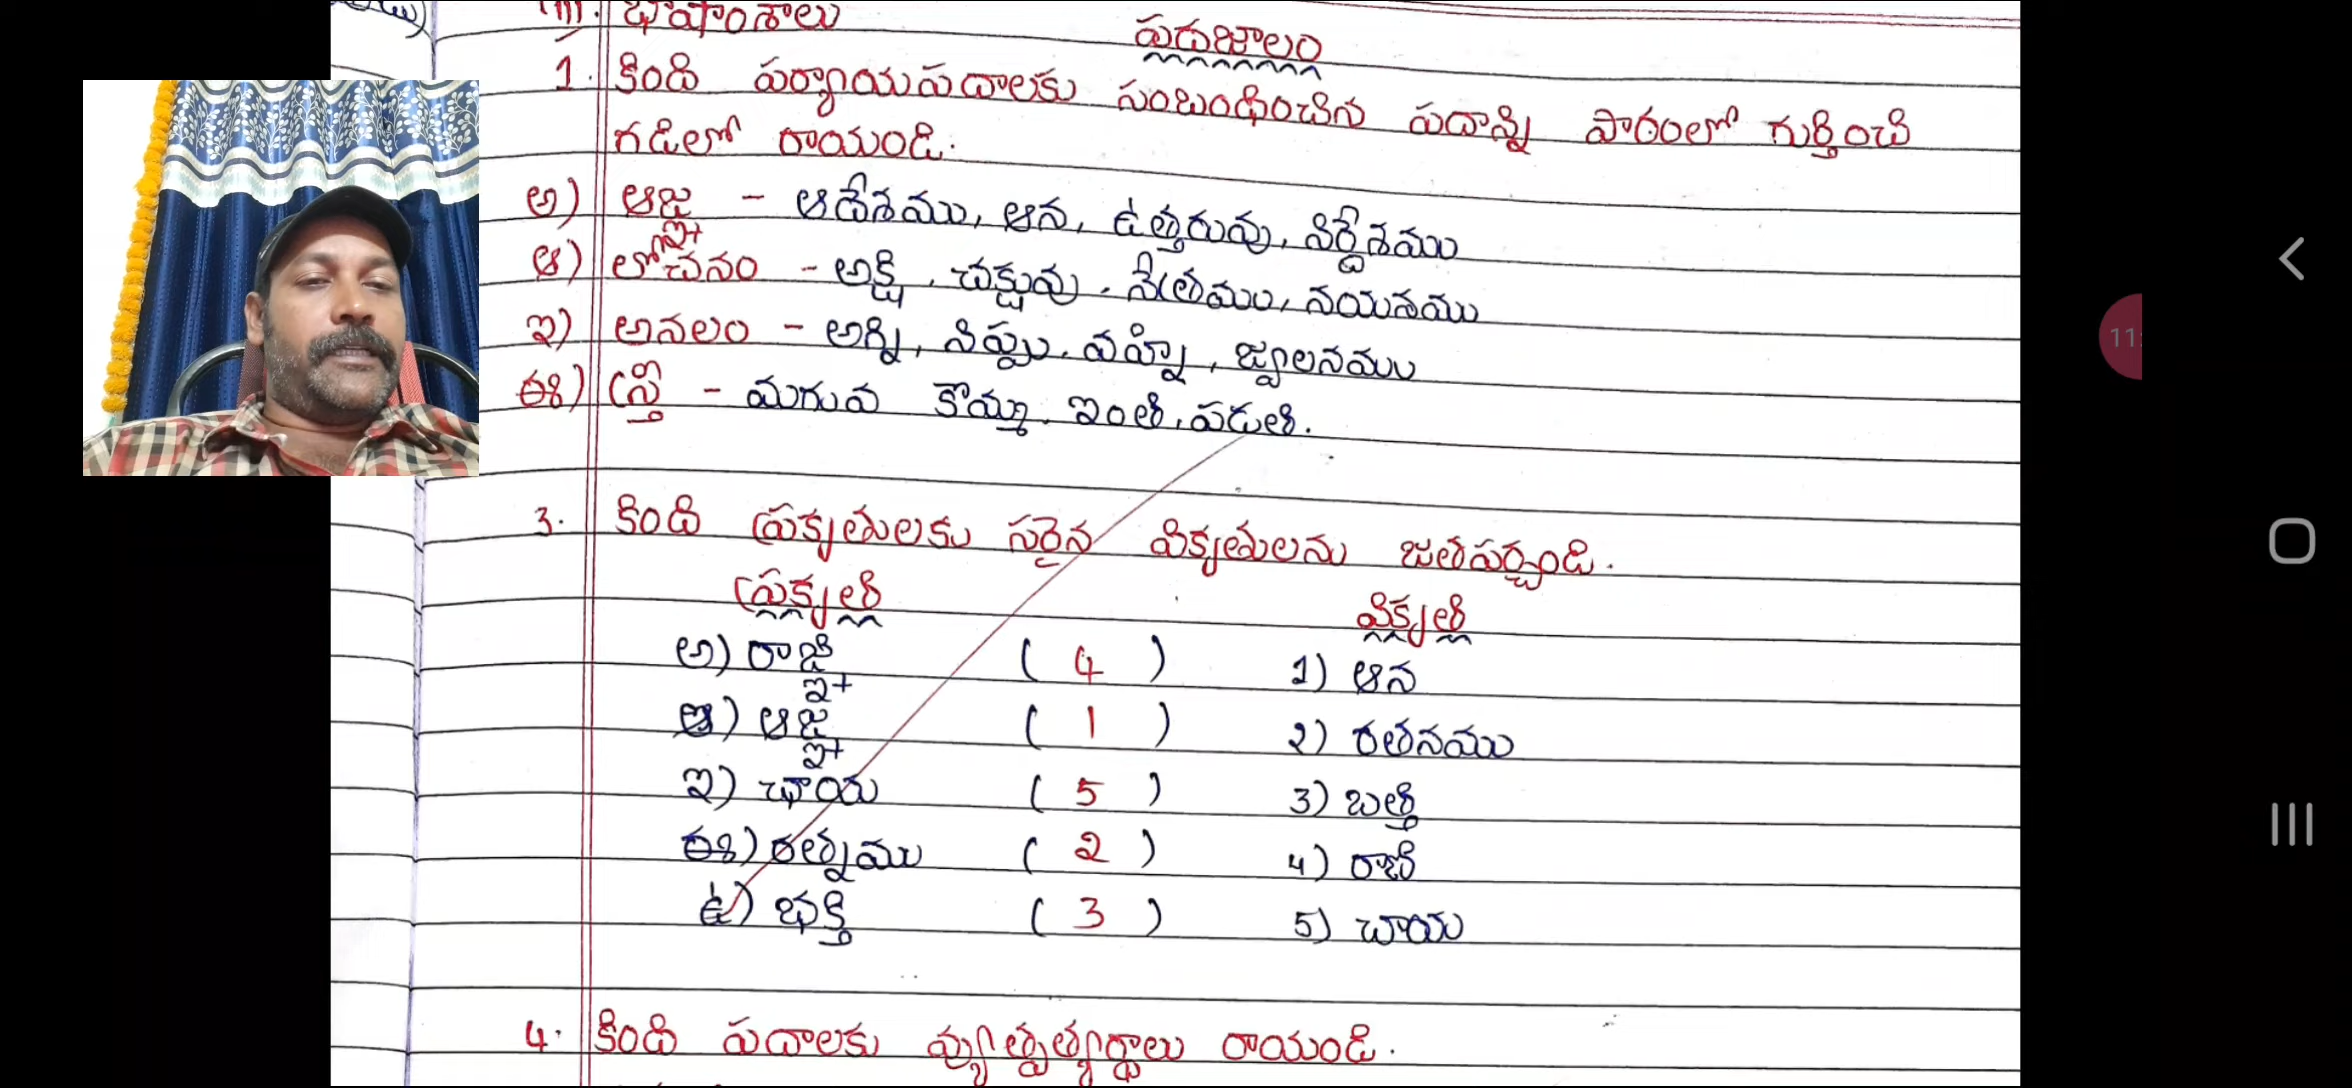 III. భాషాంశాలు
పదజాలం
1. కింది పర్యాయపదాలకు సంబంధించిన పదాన్ని పాఠంలో గుర్తించి
గడిలో రాయండి.
అ) ఆజ్ఞ - ఆదేశము, ఆన, ఉత్తరువు, నిర్దేశము
ఆ) లోచనం - అక్షి, చక్షువు, నేత్రము, నయనము
ఇ) అనలం - అగ్ని, నిప్పు, వహ్ని, జ్వలనము
ఈ) స్త్రీ - మగువ కొమ్మ, ఇంతి, పడతి.
3. కింది ప్రకృతులకు సరైన వికృతులను జతపర్చండి.
ప్రకృతి వికృతి
అ) రాజ్ఞి ( 4 ) 1) ఆన
ఆ) ఆజ్ఞ ( 1 ) 2) రతనము
ఇ) ఛాయ ( 5 ) 3) బత్తి
ఈ) రత్నము ( 2 ) 4) రాణి
ఉ) భక్తి ( 3 ) 5) చాయ
4. కింది పదాలకు వ్యుత్పత్యర్థాలు రాయండి.